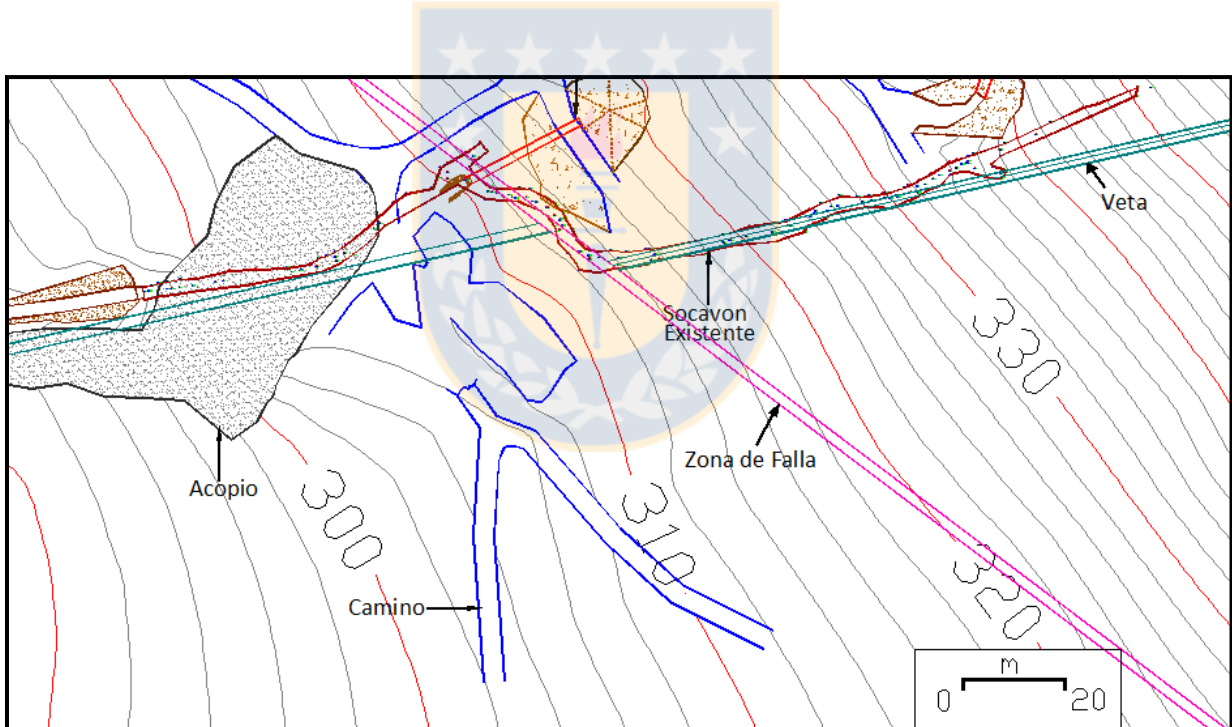 Veta
Socavon
Existente
330
Zona de Falla
Acopio
300
310
320
Camino
m
0 20